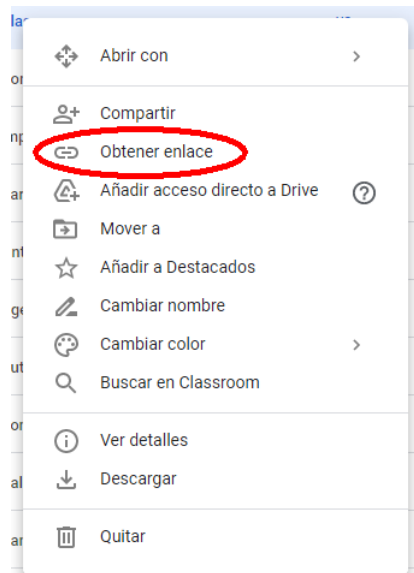 Abrir con
Compartir
Obtener enlace
Añadir acceso directo a Drive
Mover a
Añadir a Destacados
Cambiar nombre
Cambiar color
Buscar en Classroom
Ver detalles
Descargar
Quitar